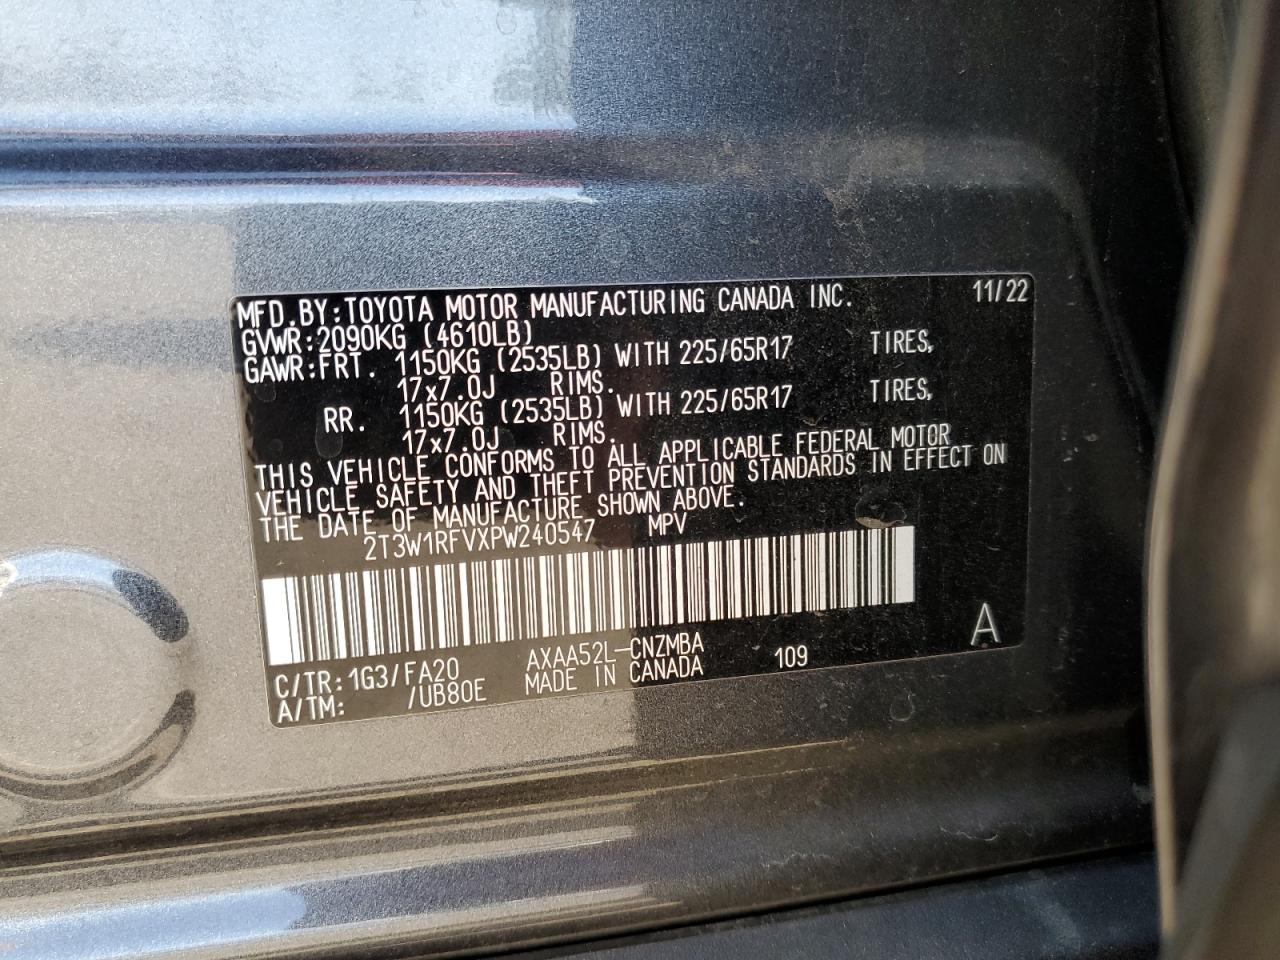 MFD.BY:TOYOTA MOTOR MANUFACTURING CANADA INC. 11/22
GVWR:2090KG (4610LB)
GAWR:FRT. 1150KG (2535LB) WITH 225/65R17 TIRES,
17x7.0J RIMS.
RR. 1150KG (2535LB) WITH 225/65R17 TIRES,
17x7.0J RIMS.
THIS VEHICLE CONFORMS TO ALL APPLICABLE FEDERAL MOTOR
VEHICLE SAFETY AND THEFT PREVENTION STANDARDS IN EFFECT ON
THE DATE OF MANUFACTURE SHOWN ABOVE.
2T3W1RFVXPW240547 MPV
C/TR:1G3/FA20 AXAA52L-CNZMBA 109 A
A/TM: /UB80E MADE IN CANADA